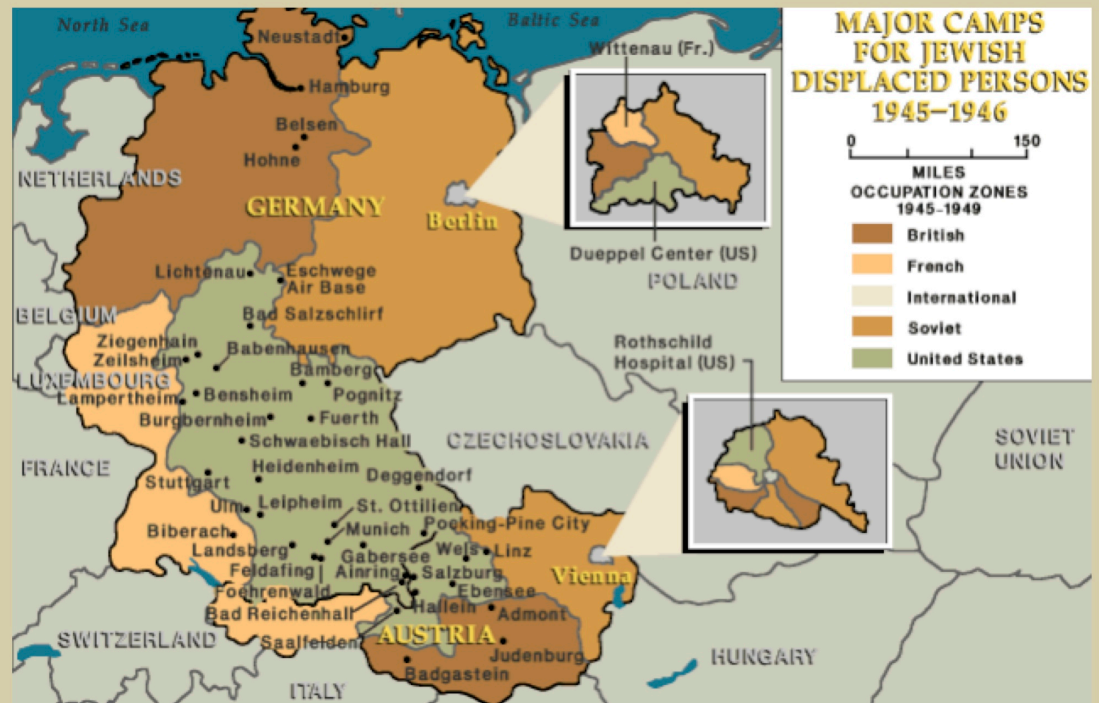 North Sea
Baltic Sea
MAJOR CAMPS
FOR JEWISH
DISPLACED PERSONS
1945–1946
0 150
MILES
OCCUPATION ZONES
1945–1949
British
French
International
Soviet
United States
Neustadt
Wittenau (Fr.)
Hamburg
Belsen
Hohne
NETHERLANDS
GERMANY
Berlin
Dueppel Center (US)
POLAND
Lichtenau
Eschwege
Air Base
BELGIUM
Bad Salzschlirf
Ziegenhain
Zeilsheim
Babenhausen
Bamberg
LUXEMBOURG
Lampertheim
Bensheim
Pognitz
Burgbernheim
Fuerth
Schwaebisch Hall
Rothschild
Hospital (US)
CZECHOSLOVAKIA
SOVIET
UNION
FRANCE
Heidenheim
Deggendorf
Stuttgart
Ulm
Leipheim
St. Ottilien
Biberach
Munich
Pocking-Pine City
Landsberg
Gabersee
Wels
Linz
Feldafing
Ainring
Salzburg
Vienna
Foehrenwald
Ebensee
Bad Reichenhall
Hallein
Admont
SWITZERLAND
Saalfelden
AUSTRIA
Judenburg
HUNGARY
Badgastein
ITALY